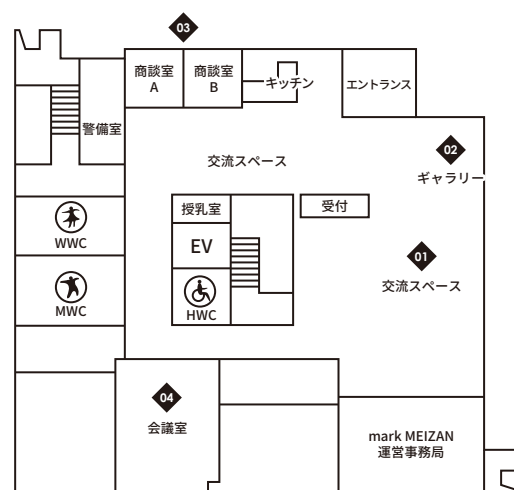 03
商談室
A
商談室
B
キッチン
エントランス
警備室
02
ギャラリー
交流スペース
授乳室
受付
WWC
EV
01
交流スペース
MWC
HWC
04
会議室
mark MEIZAN
運営事務局